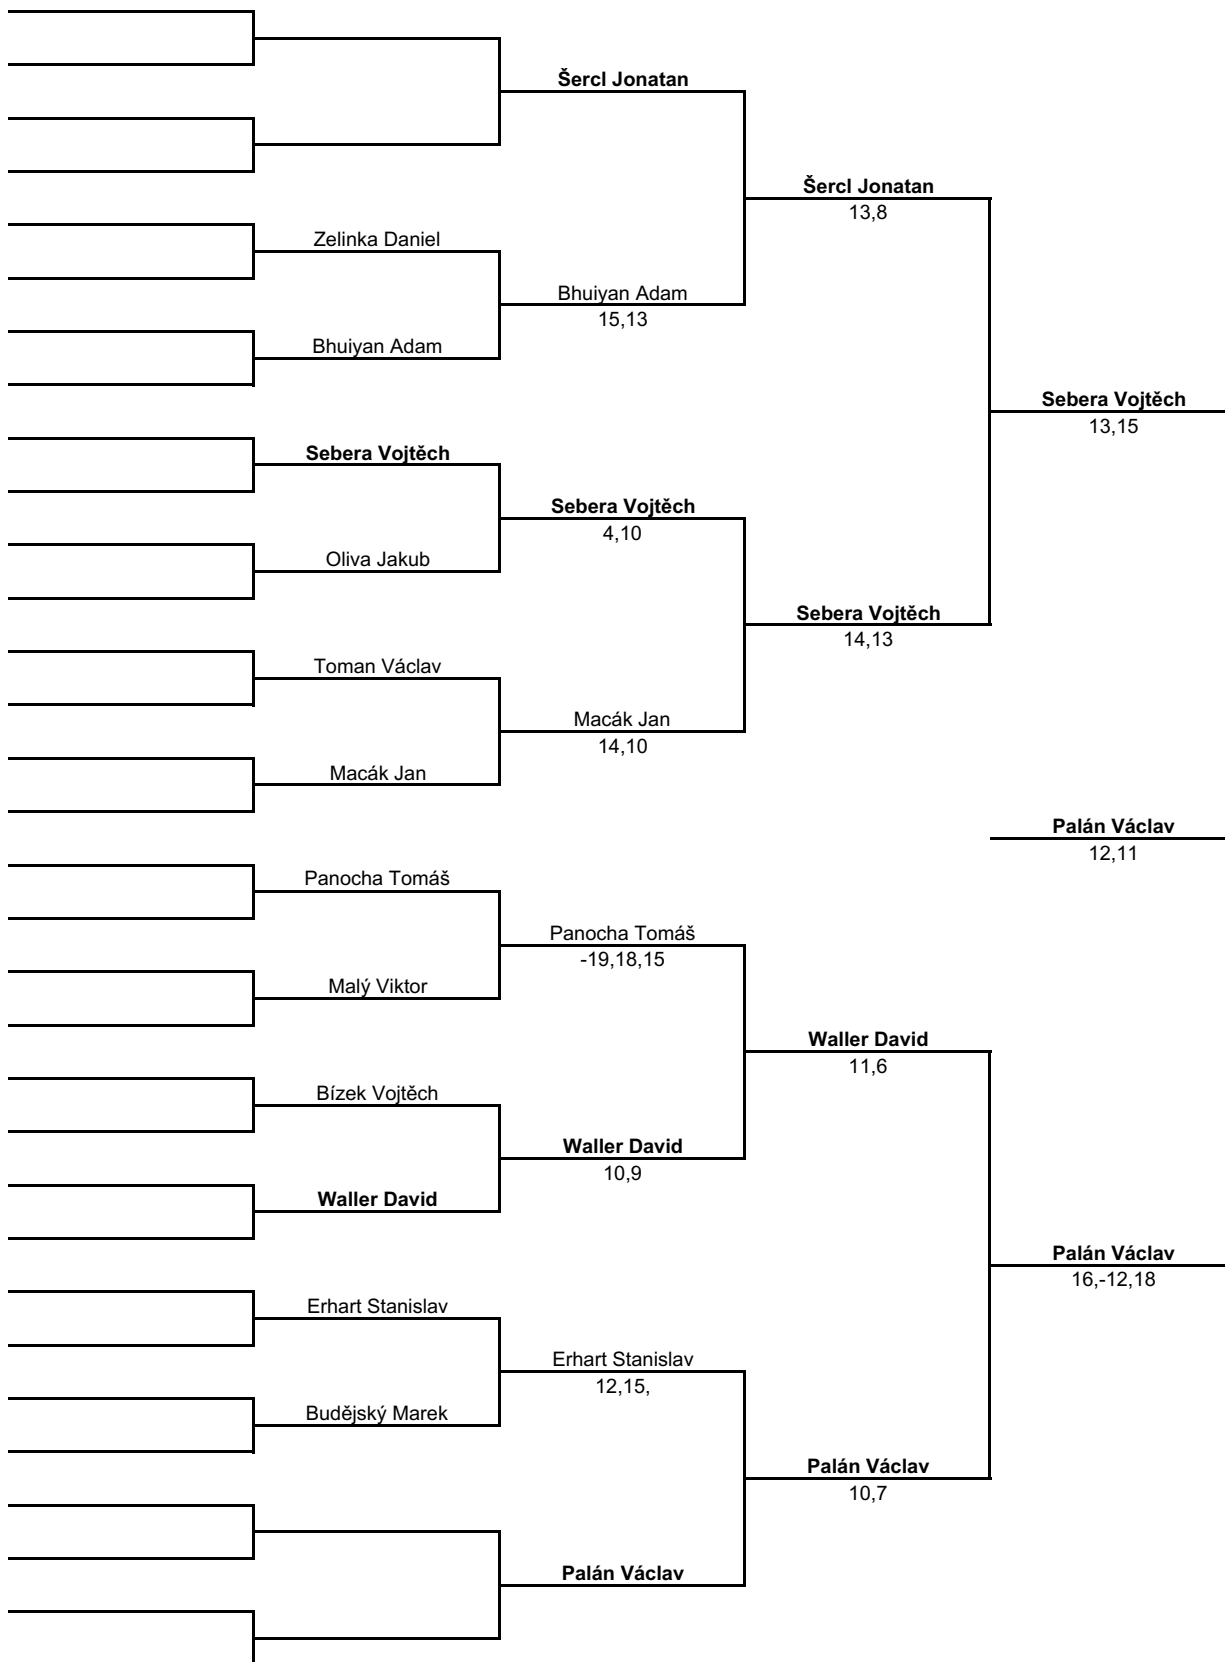 Šercl Jonatan
Šercl Jonatan
13,8
Zelinka Daniel
Bhuiyan Adam
15,13
Bhuiyan Adam
Sebera Vojtěch
13,15
Sebera Vojtěch
Sebera Vojtěch
4,10
Oliva Jakub
Sebera Vojtěch
14,13
Toman Václav
Macák Jan
14,10
Macák Jan
Palán Václav
12,11
Panocha Tomáš
Panocha Tomáš
-19,18,15
Malý Viktor
Waller David
11,6
Bízek Vojtěch
Waller David
10,9
Waller David
Palán Václav
16,-12,18
Erhart Stanislav
Erhart Stanislav
12,15,
Budějský Marek
Palán Václav
10,7
Palán Václav